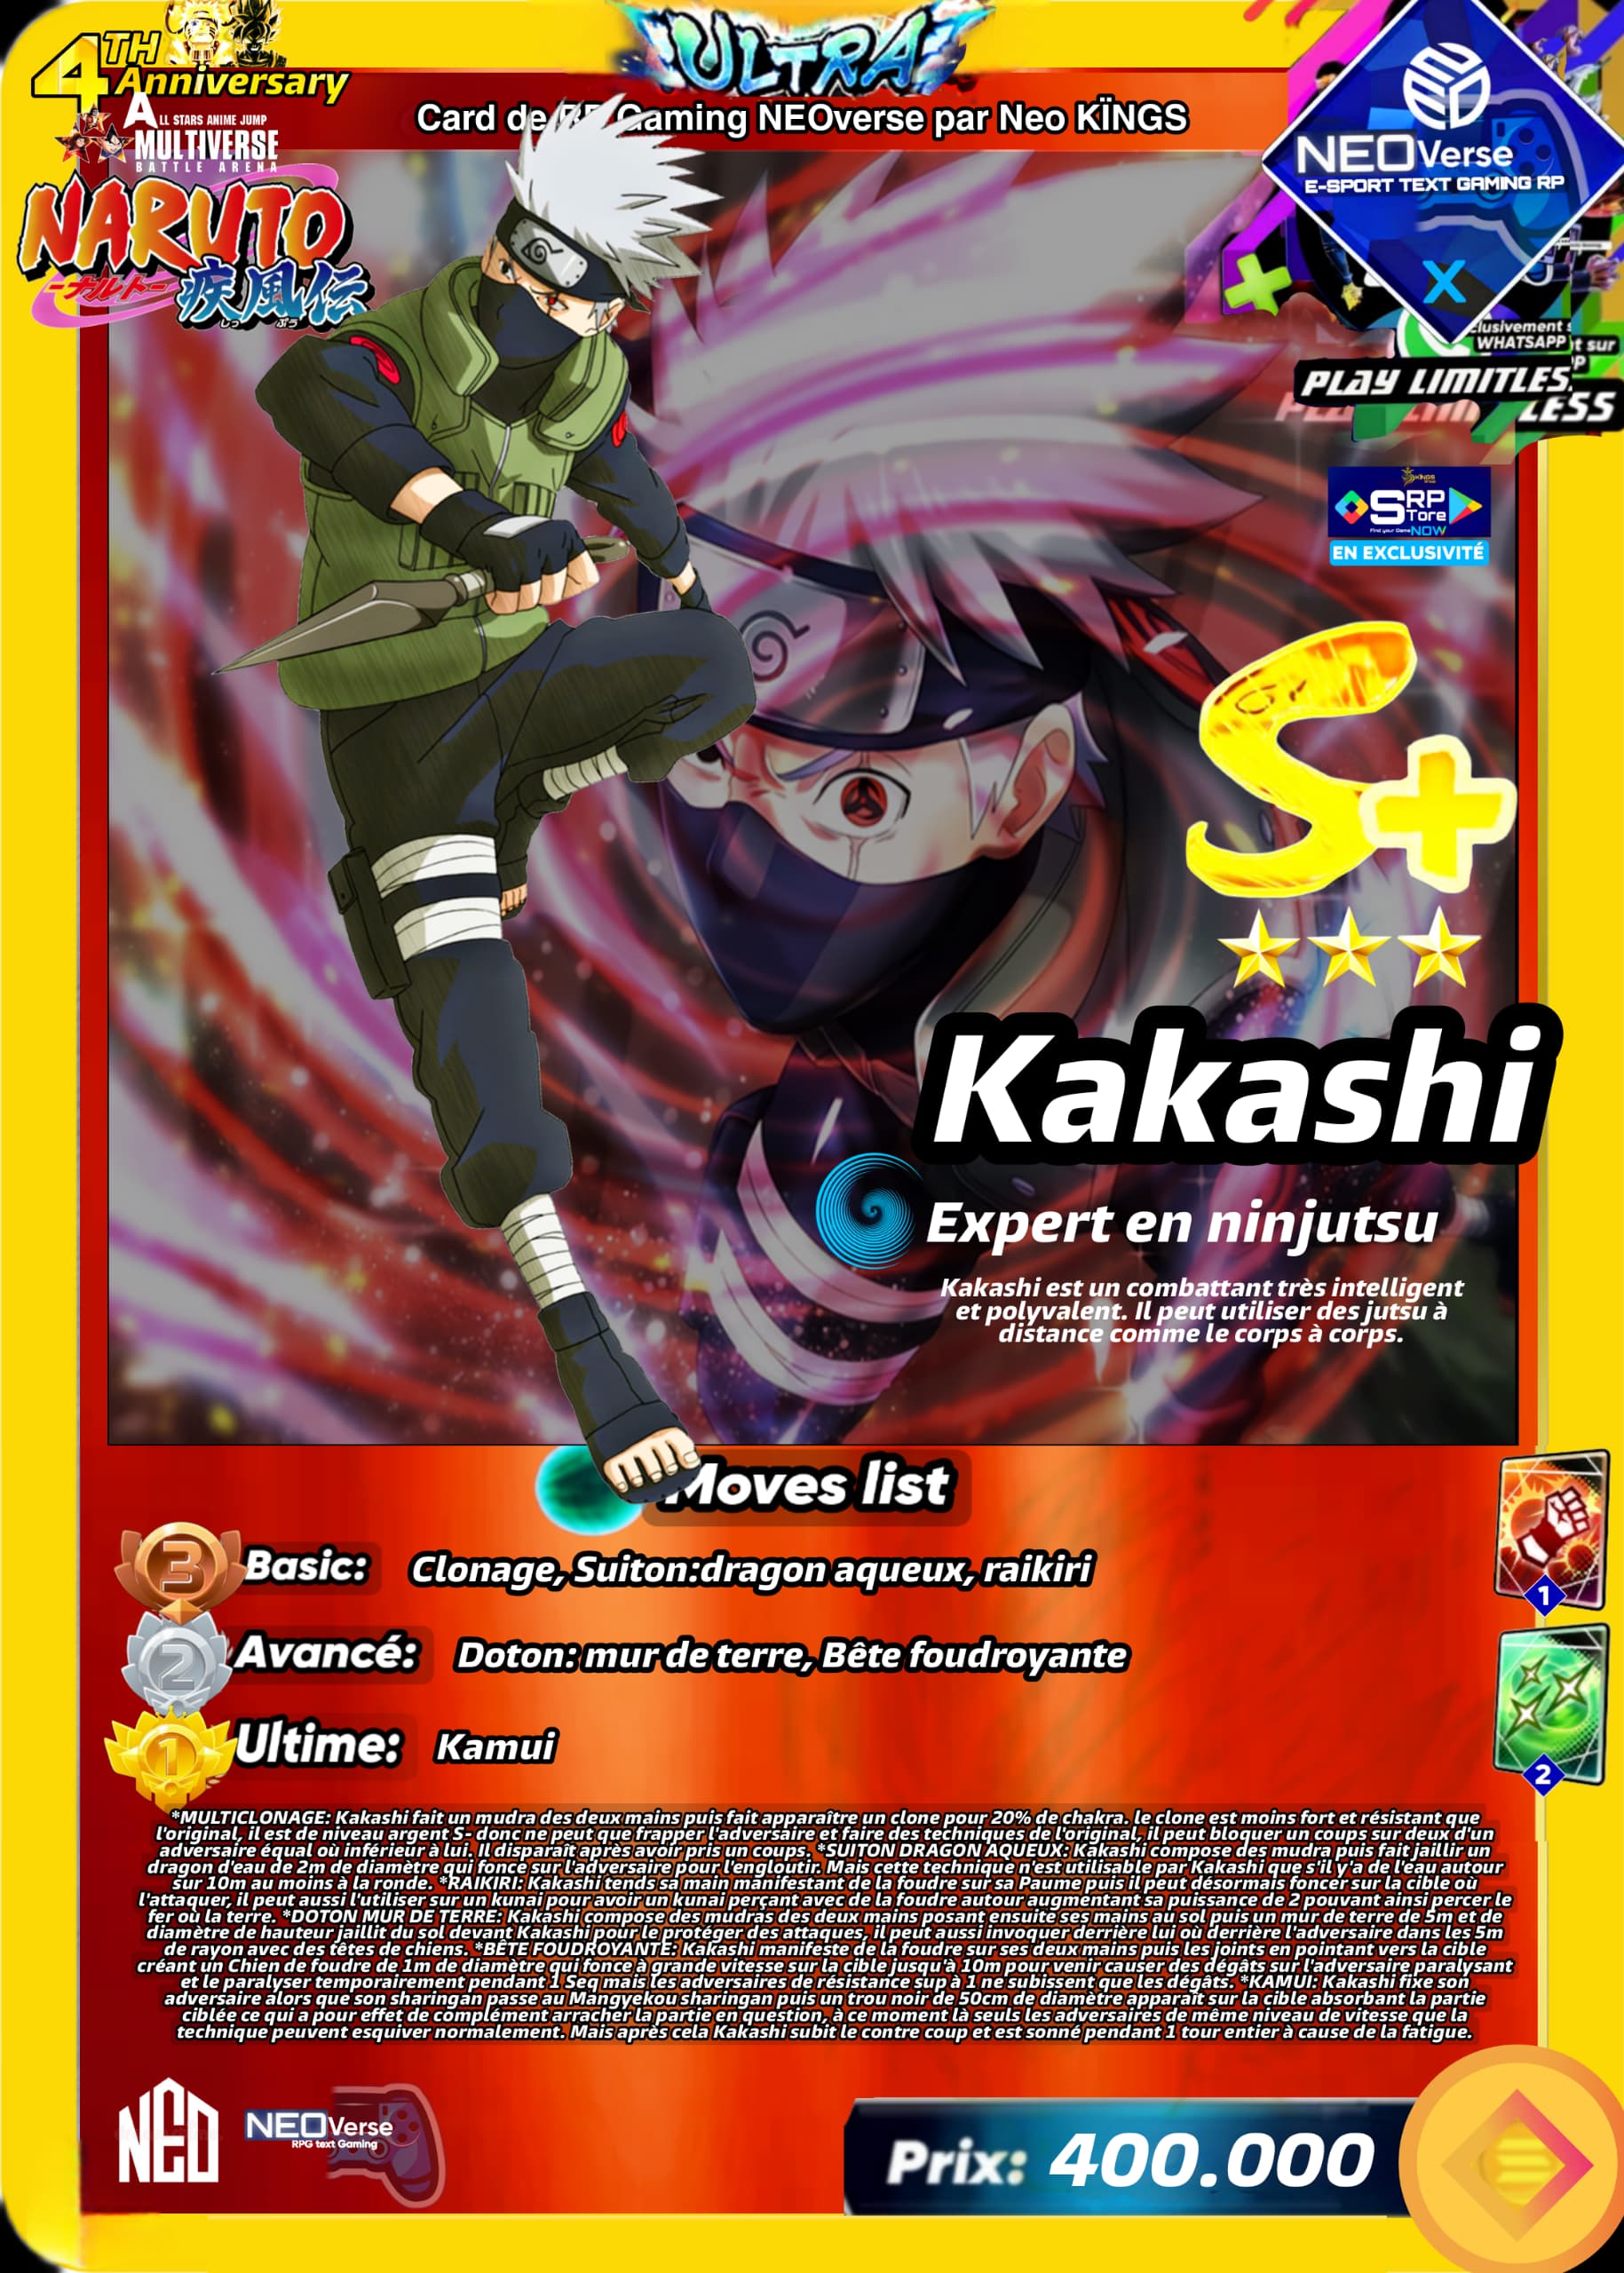 4TH
Anniversary
ULTRA
Card de RP Gaming NEOverse par Neo KÏNGS
ALL STARS ANIME JUMP
MULTIVERSE
BATTLE ARENA
NARUTO
ーナルトー 疾風伝
しっ ぷう
NEOVerse
E-SPORT TEXT GAMING RP
X
WHATSAPP
PLAY LIMITLES
SRP
Tore
NOW
EN EXCLUSIVITÉ
S+
Kakashi
Expert en ninjutsu
Kakashi est un combattant très intelligent
et polyvalent. Il peut utiliser des jutsu à
distance comme le corps à corps.
Moves list
3 Basic: Clonage, Suiton:dragon aqueux, raikiri
1
2 Avancé: Doton: mur de terre, Bête foudroyante
1 Ultime: Kamui
2
*MULTICLONAGE: Kakashi fait un mudra des deux mains puis fait apparaître un clone pour 20% de chakra. le clone est moins fort et résistant que
l'original, il est de niveau argent S- donc ne peut que frapper l'adversaire et faire des techniques de l'original, il peut bloquer un coups sur deux d'un
adversaire équal où inférieur à lui. Il disparaît après avoir pris un coups. *SUITON DRAGON AQUEUX: Kakashi compose des mudra puis fait jaillir un
dragon d'eau de 2m de diamètre qui fonce sur l'adversaire pour l'engloutir. Mais cette technique n'est utilisable par Kakashi que s'il y'a de l'eau autour
sur 10m au moins à la ronde. *RAIKIRI: Kakashi tends sa main manifestant de la foudre sur sa Paume puis il peut désormais foncer sur la cible où
l'attaquer, il peut aussi l'utiliser sur un kunai pour avoir un kunai perçant avec de la foudre autour augmentant sa puissance de 2 pouvant ainsi percer le
fer où la terre. *DOTON MUR DE TERRE: Kakashi compose des mudras des deux mains posant ensuite ses mains au sol puis un mur de terre de 5m et de
diamètre de hauteur jaillit du sol devant Kakashi pour le protéger des attaques, il peut aussi invoquer derrière lui où derrière l'adversaire dans les 5m
de rayon avec des têtes de chiens. *BÊTE FOUDROYANTE: Kakashi manifeste de la foudre sur ses deux mains puis les joints en pointant vers la cible
créant un Chien de foudre de 1m de diamètre qui fonce à grande vitesse sur la cible jusqu'à 10m pour venir causer des dégâts sur l'adversaire paralysant
et le paralyser temporairement pendant 1 Seq mais les adversaires de résistance sup à 1 ne subissent que les dégâts. *KAMUI: Kakashi fixe son
adversaire alors que son sharingan passe au Mangyekou sharingan puis un trou noir de 50cm de diamètre apparaît sur la cible absorbant la partie
ciblée ce qui a pour effet de complément arracher la partie en question, à ce moment là seuls les adversaires de même niveau de vitesse que la
technique peuvent esquiver normalement. Mais après cela Kakashi subit le contre coup et est sonné pendant 1 tour entier à cause de la fatigue.
NEO
NEOVerse
RPG text Gaming
Prix: 400.000